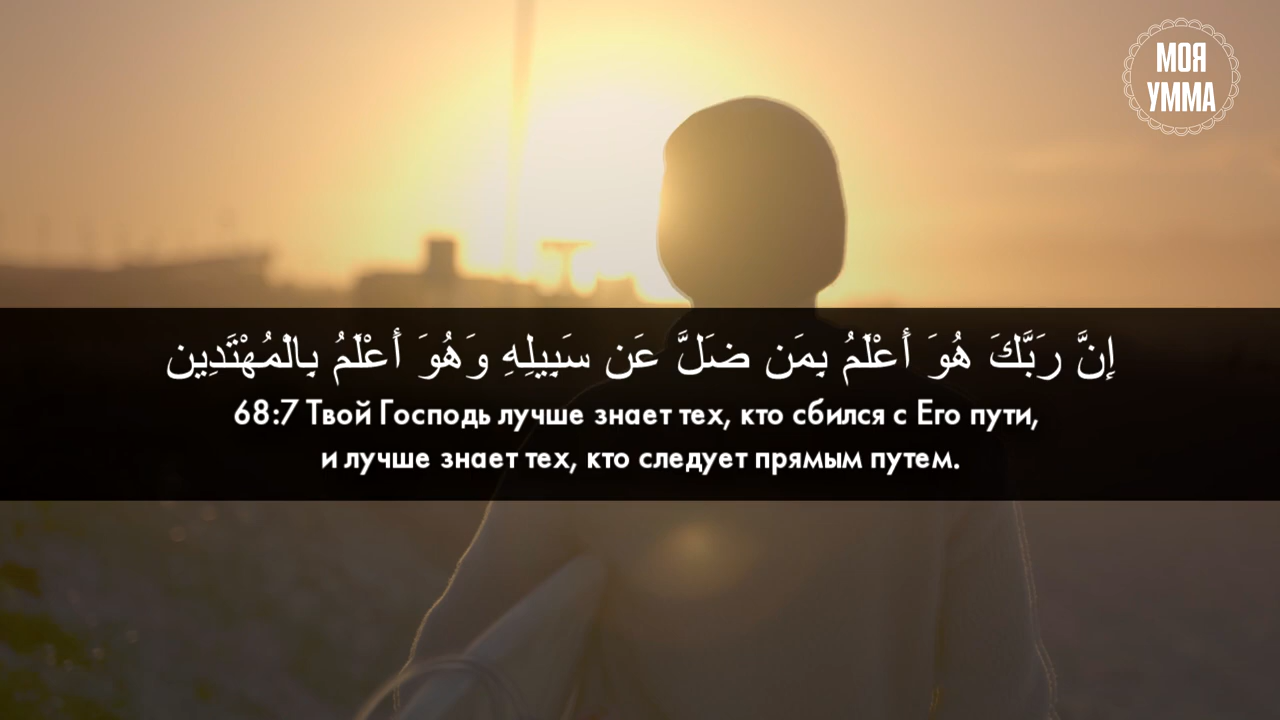 МОЯ
УММА
إِنَّ رَبَّكَ هُوَ أَعْلَمُ بِمَن ضَلَّ عَن سَبِيلِهِ وَهُوَ أَعْلَمُ بِالْمُهْتَدِين
68:7 Твой Господь лучше знает тех, кто сбился с Его пути,
и лучше знает тех, кто следует прямым путем.